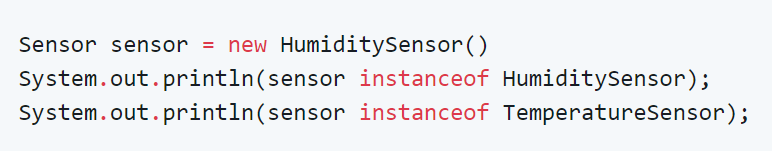 Sensor sensor = new HumiditySensor()
System.out.println(sensor instanceof HumiditySensor);
System.out.println(sensor instanceof TemperatureSensor);